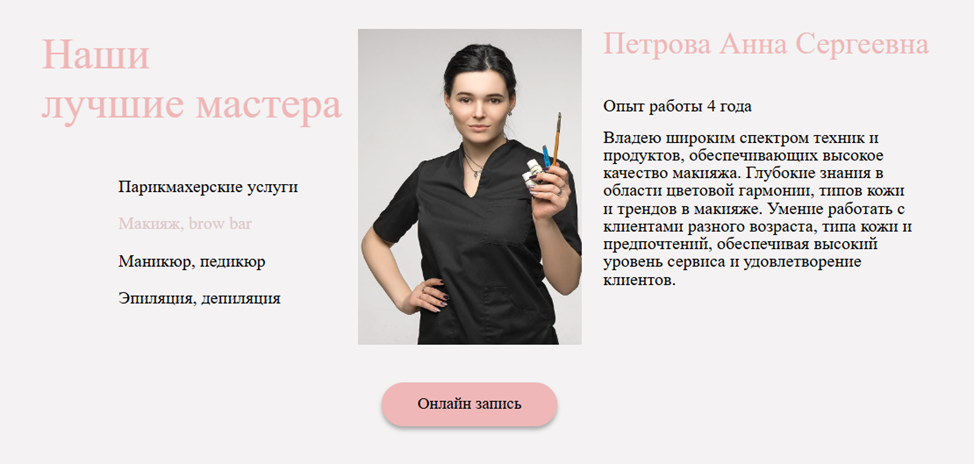 Наши
лучшие мастера
Парикмахерские услуги
Макияж, brow bar
Маникюр, педикюр
Эпиляция, депиляция
Петрова Анна Сергеевна
Опыт работы 4 года
Владею широким спектром техник и
продуктов, обеспечивающих высокое
качество макияжа. Глубокие знания в
области цветовой гармонии, типов кожи
и трендов в макияже. Умение работать с
клиентами разного возраста, типа кожи и
предпочтений, обеспечивая высокий
уровень сервиса и удовлетворение
клиентов.
Онлайн запись